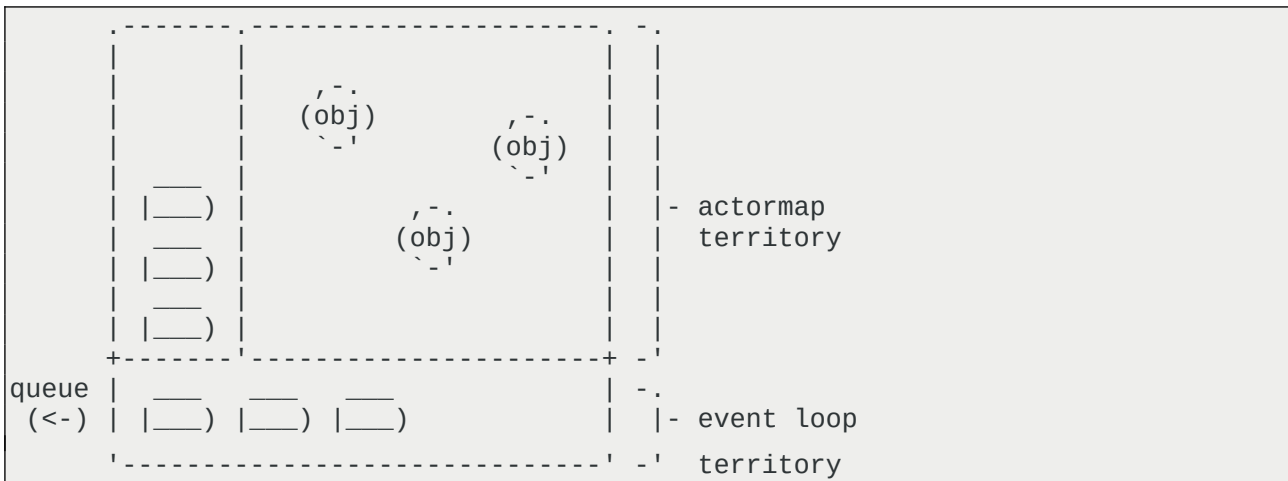 (obj)
(obj)
|- actormap
(obj) territory
queue
(<-) |- event loop
territory